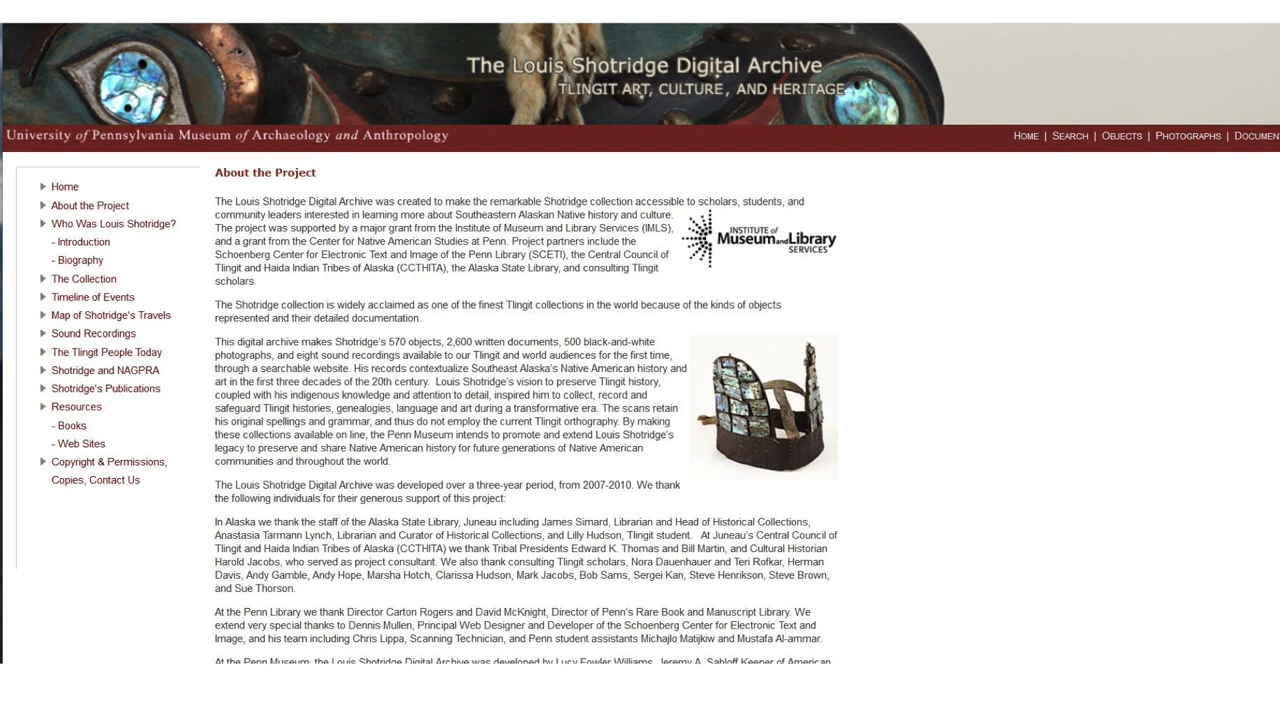 The Louis Shotridge Digital Archive
TLINGIT ART, CULTURE, AND HERITAGE
University of Pennsylvania Museum of Archaeology and Anthropology
Home | Search | Objects | Photographs |
Home
About the Project
Who Was Louis Shotridge?
- Introduction
- Biography
The Collection
Timeline of Events
Map of Shotridge's Travels
Sound Recordings
The Tlingit People Today
Shotridge and NAGPRA
Shotridge's Publications
Resources
- Books
- Web Sites
Copyright & Permissions,
Copies, Contact Us
About the Project
The Louis Shotridge Digital Archive was created to make the remarkable Shotridge collection accessible to scholars, students, and
community leaders interested in learning more about Southeastern Alaskan Native history and culture.
The project was supported by a major grant from the Institute of Museum and Library Services (IMLS),
and a grant from the Center for Native American Studies at Penn. Project partners include the
Schoenberg Center for Electronic Text and Image of the Penn Library (SCETI), the Central Council of
Tlingit and Haida Indian Tribes of Alaska (CCTHITA), the Alaska State Library, and consulting Tlingit
scholars.
INSTITUTE of
Museum and Library
SERVICES
The Shotridge collection is widely acclaimed as one of the finest Tlingit collections in the world because of the kinds of objects
represented and their detailed documentation.
This digital archive makes Shotridge's 570 objects, 2,600 written documents, 500 black-and-white
photographs, and eight sound recordings available to our Tlingit and world audiences for the first time,
through a searchable website. His records contextualize Southeast Alaska's Native American history and
art in the first three decades of the 20th century. Louis Shotridge's vision to preserve Tlingit history,
coupled with his indigenous knowledge and attention to detail, inspired him to collect, record and
safeguard Tlingit histories, genealogies, language and art during a transformative era. The scans retain
his original spellings and grammar, and thus do not employ the current Tlingit orthography. By making
these collections available on line, the Penn Museum intends to promote and extend Louis Shotridge's
legacy to preserve and share Native American history for future generations of Native American
communities and throughout the world.
The Louis Shotridge Digital Archive was developed over a three-year period, from 2007-2010. We thank
the following individuals for their generous support of this project:
In Alaska we thank the staff of the Alaska State Library, Juneau including James Simard, Librarian and Head of Historical Collections,
Anastasia Tarmann Lynch, Librarian and Curator of Historical Collections, and Lilly Hudson, Tlingit student. At Juneau's Central Council of
Tlingit and Haida Indian Tribes of Alaska (CCTHITA) we thank Tribal Presidents Edward K. Thomas and Bill Martin, and Cultural Historian
Harold Jacobs, who served as project consultant. We also thank consulting Tlingit scholars, Nora Dauenhauer and Teri Rofkar, Herman
Davis, Andy Gamble, Andy Hope, Marsha Hotch, Clarissa Hudson, Mark Jacobs, Bob Sams, Sergei Kan, Steve Henrikson, Steve Brown,
and Sue Thorson.
At the Penn Library we thank Director Carton Rogers and David McKnight, Director of Penn's Rare Book and Manuscript Library. We
extend very special thanks to Dennis Mullen, Principal Web Designer and Developer of the Schoenberg Center for Electronic Text and
Image, and his team including Chris Lippa, Scanning Technician, and Penn student assistants Michajlo Matijkiw and Mustafa Al-ammar.
At the Penn Museum, the Louis Shotridge Digital Archive was developed by Lucy Fowler Williams, Jeremy A. Sabloff Keeper of American